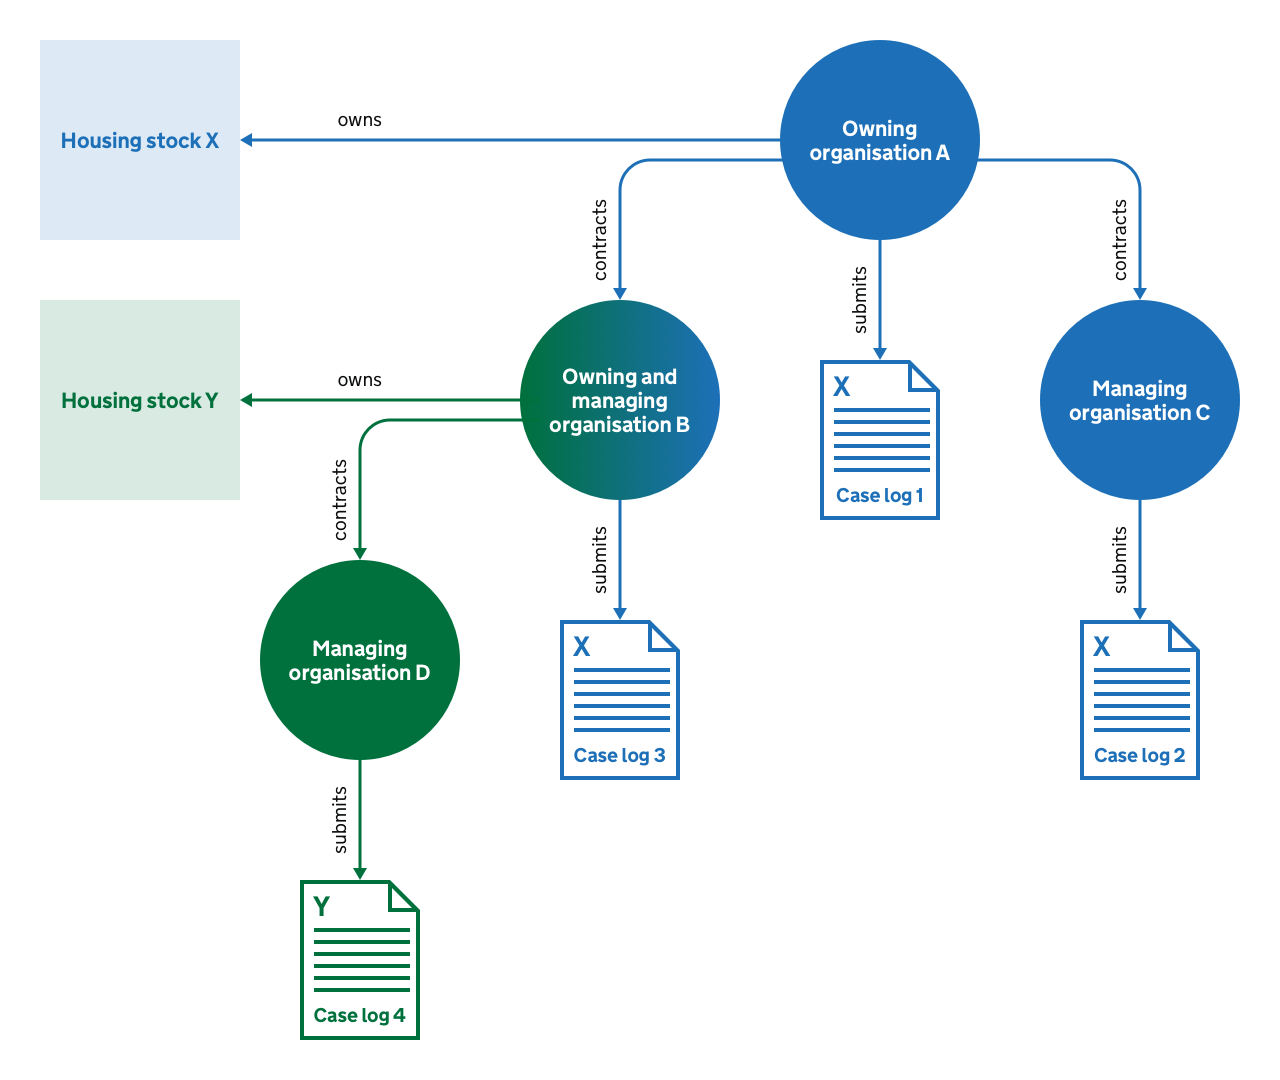 Housing stock X
owns
Owning
organisation A
contracts
submits
contracts
Housing stock Y
owns
Owning and
managing
organisation B
X
Case log 1
Managing
organisation C
contracts
submits
submits
Managing
organisation D
X
Case log 3
X
Case log 2
submits
Y
Case log 4